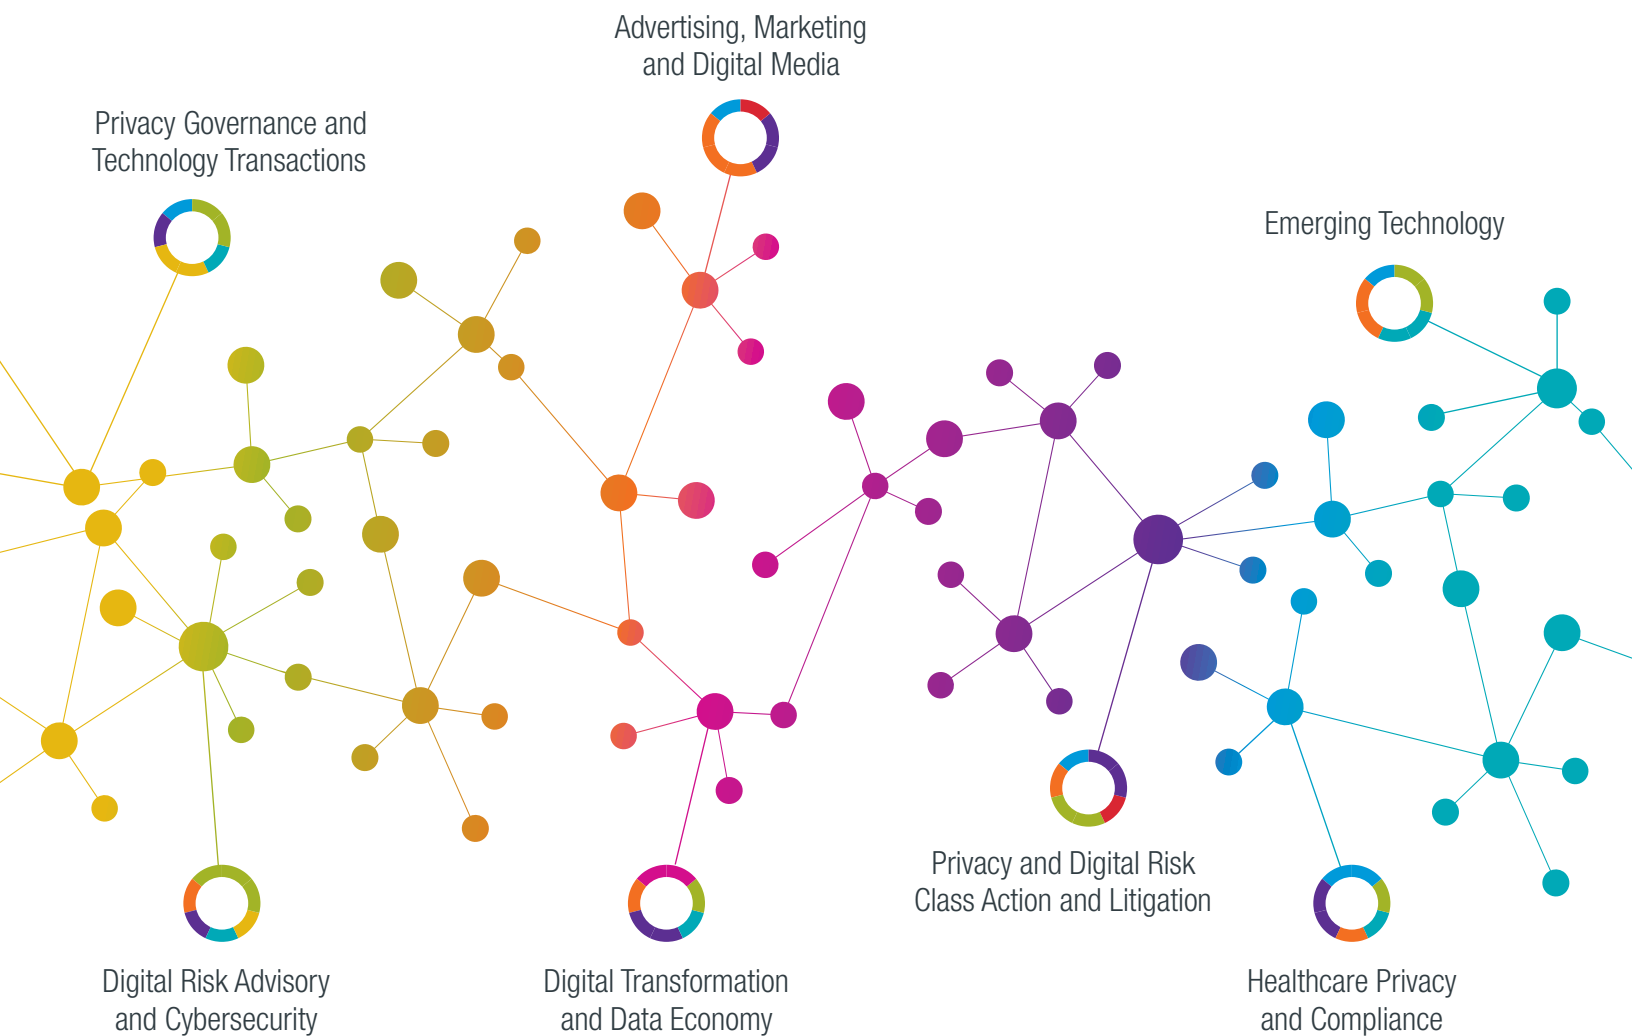 Advertising, Marketing
and Digital Media
Privacy Governance and
Technology Transactions
Emerging Technology
Privacy and Digital Risk
Class Action and Litigation
Digital Risk Advisory
and Cybersecurity
Digital Transformation
and Data Economy
Healthcare Privacy
and Compliance